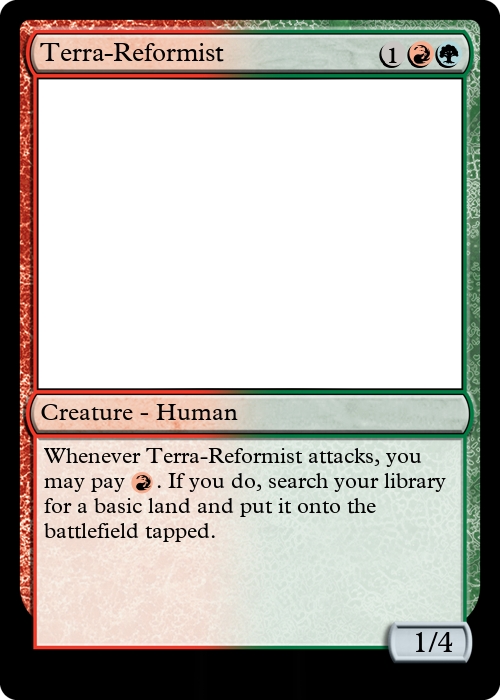 Terra-Reformist 1
Creature - Human
Whenever Terra-Reformist attacks, you
may pay . If you do, search your library
for a basic land and put it onto the
battlefield tapped.
1/4